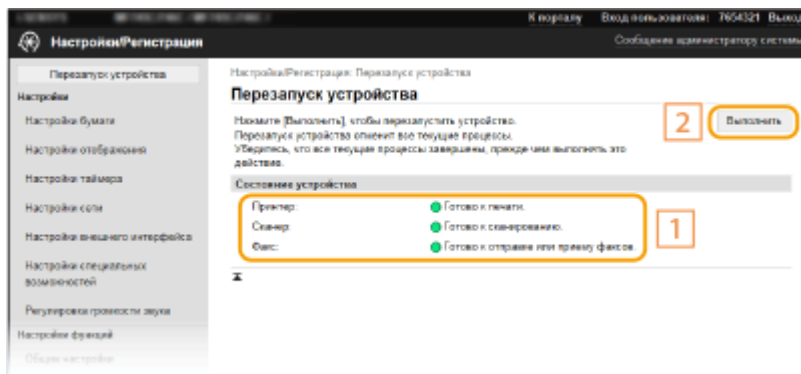 К порталу Вход пользователя: 7654321 Выход
Настройки/Регистрация
Сообщение администратору системы
Перезапуск устройства
Настройки
Настройки бумаги
Настройки отображения
Настройки таймера
Настройки сети
Настройки внешнего интерфейса
Настройки специальных
возможностей
Регулировка громкости звука
Настройки функций
Общие настройки
Настройки/Регистрация: Перезапуск устройства
Перезапуск устройства
Нажмите [Выполнить], чтобы перезапустить устройство.
Перезапуск устройства отменит все текущие процессы.
Убедитесь, что все текущие процессы завершены, прежде чем выполнять это
действие.
2
Выполнить
Состояние устройства
Принтер: Готово к печати.
Сканер: Готово к сканированию.
Факс: Готово к отправке или приему факсов.
1